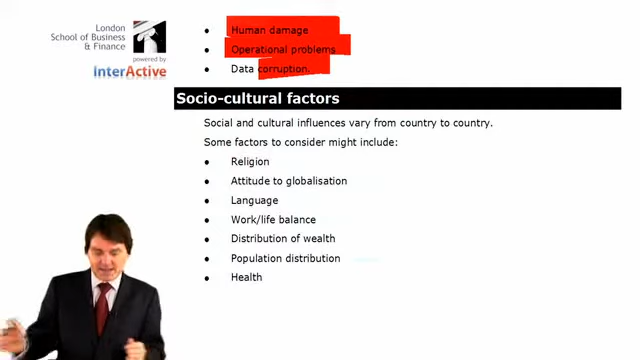 London
School of Business
& Finance
powered by
InterActive
● Human damage
● Operational problems
● Data corruption.
Socio-cultural factors
Social and cultural influences vary from country to country.
Some factors to consider might include:
● Religion
● Attitude to globalisation
● Language
● Work/life balance
● Distribution of wealth
● Population distribution
● Health